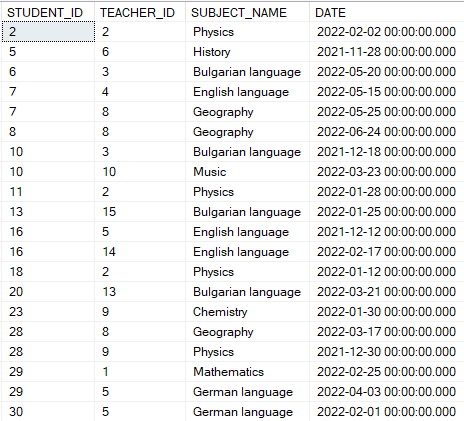 STUDENT_ID TEACHER_ID SUBJECT_NAME DATE
2 2 Physics 2022-02-02 00:00:00.000
5 6 History 2021-11-28 00:00:00.000
6 3 Bulgarian language 2022-05-20 00:00:00.000
7 4 English language 2022-05-15 00:00:00.000
7 8 Geography 2022-05-25 00:00:00.000
8 8 Geography 2022-06-24 00:00:00.000
10 3 Bulgarian language 2021-12-18 00:00:00.000
10 10 Music 2022-03-23 00:00:00.000
11 2 Physics 2022-01-28 00:00:00.000
13 15 Bulgarian language 2022-01-25 00:00:00.000
16 5 English language 2021-12-12 00:00:00.000
16 14 English language 2022-02-17 00:00:00.000
18 2 Physics 2022-01-12 00:00:00.000
20 13 Bulgarian language 2022-03-21 00:00:00.000
23 9 Chemistry 2022-01-30 00:00:00.000
28 8 Geography 2022-03-17 00:00:00.000
28 9 Physics 2021-12-30 00:00:00.000
29 1 Mathematics 2022-02-25 00:00:00.000
29 5 German language 2022-04-03 00:00:00.000
30 5 German language 2022-02-01 00:00:00.000